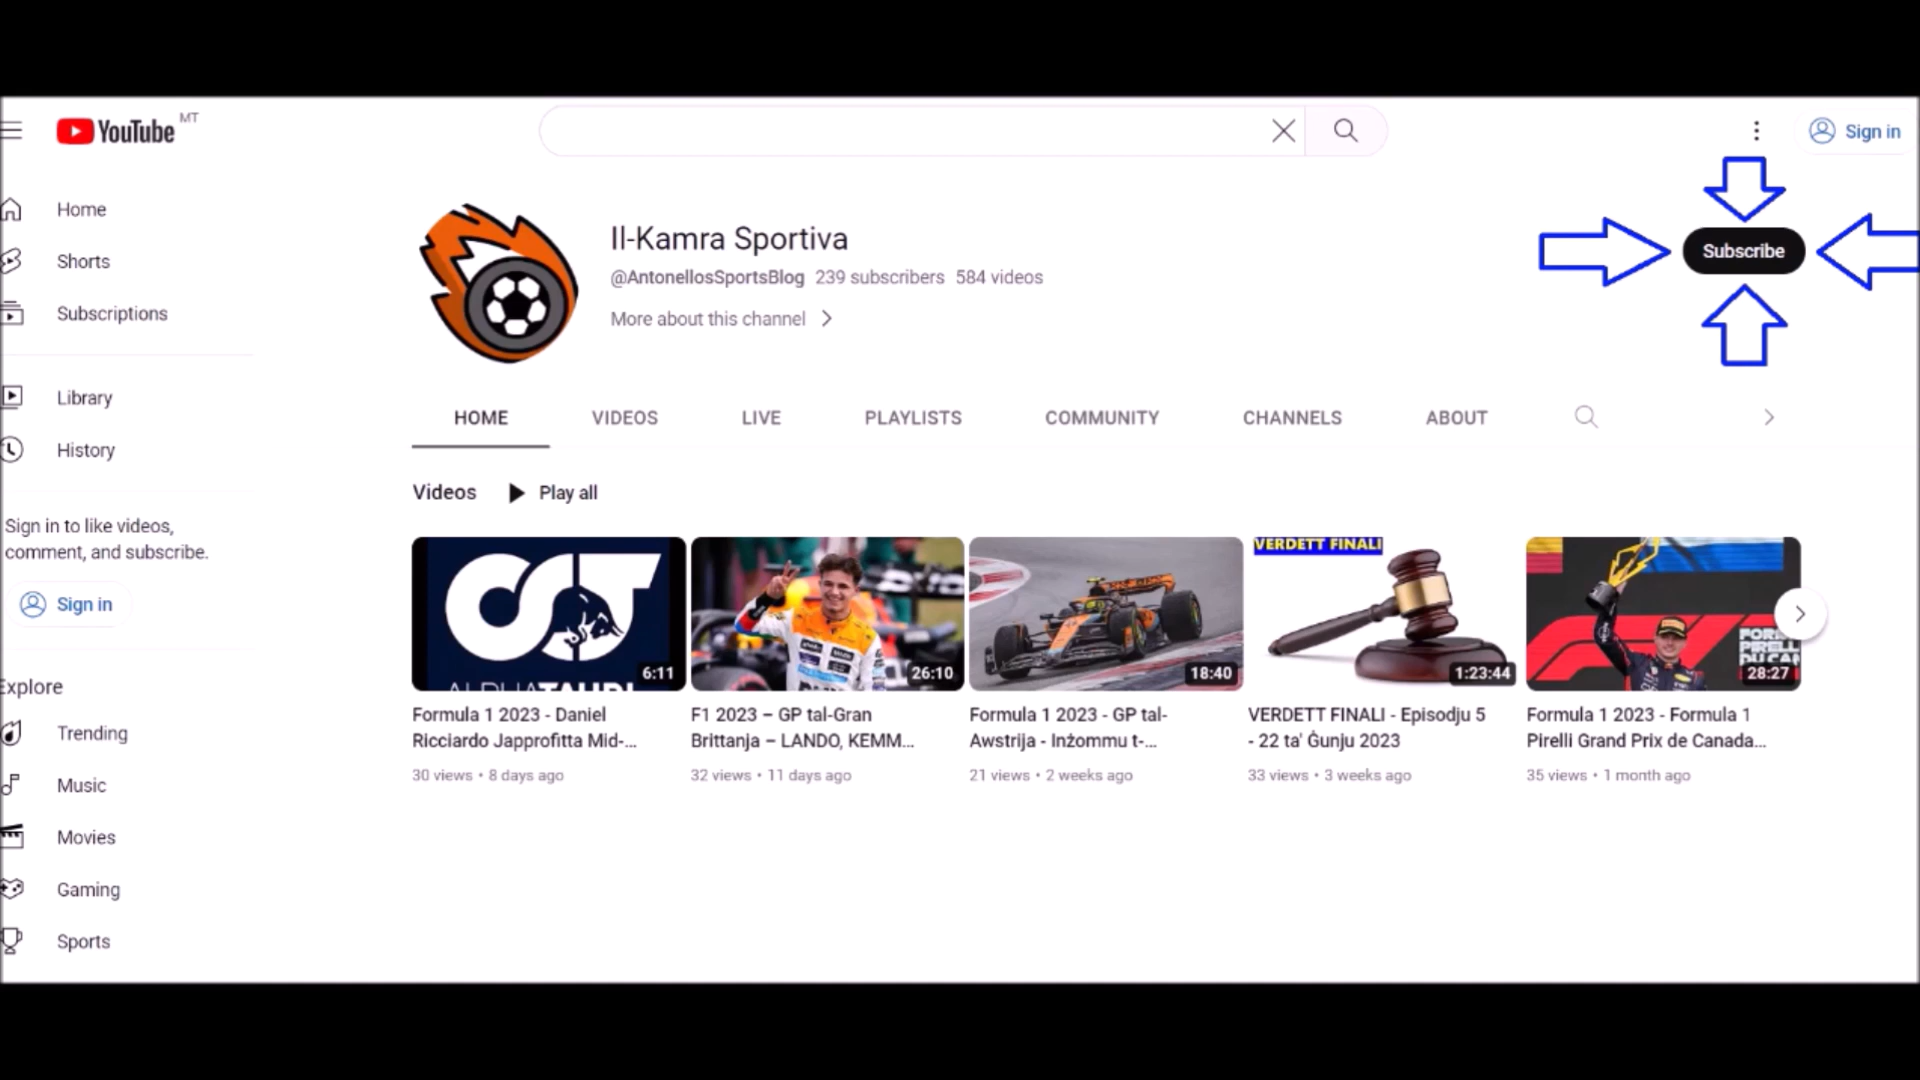 YouTube MT
Sign in
Home
Shorts
Subscriptions
Library
History
Sign in to like videos,
comment, and subscribe.
Sign in
Explore
Trending
Music
Movies
Gaming
Sports
Il-Kamra Sportiva
@AntonellosSportsBlog 239 subscribers 584 videos
More about this channel
Subscribe
HOME VIDEOS LIVE PLAYLISTS COMMUNITY CHANNELS ABOUT
Videos Play all
ALPHATAURI
6:11
Formula 1 2023 - Daniel
Ricciardo Japprofitta Mid-...
30 views • 8 days ago
26:10
F1 2023 – GP tal-Gran
Brittanja – LANDO, KEMM...
32 views • 11 days ago
18:40
Formula 1 2023 - GP tal-
Awstrija - Inżommu t-...
21 views • 2 weeks ago
VERDETT FINALI
1:23:44
VERDETT FINALI - Episodju 5
- 22 ta' Ġunju 2023
33 views • 3 weeks ago
PIRELLI
28:27
Formula 1 2023 - Formula 1
Pirelli Grand Prix de Canada...
35 views • 1 month ago